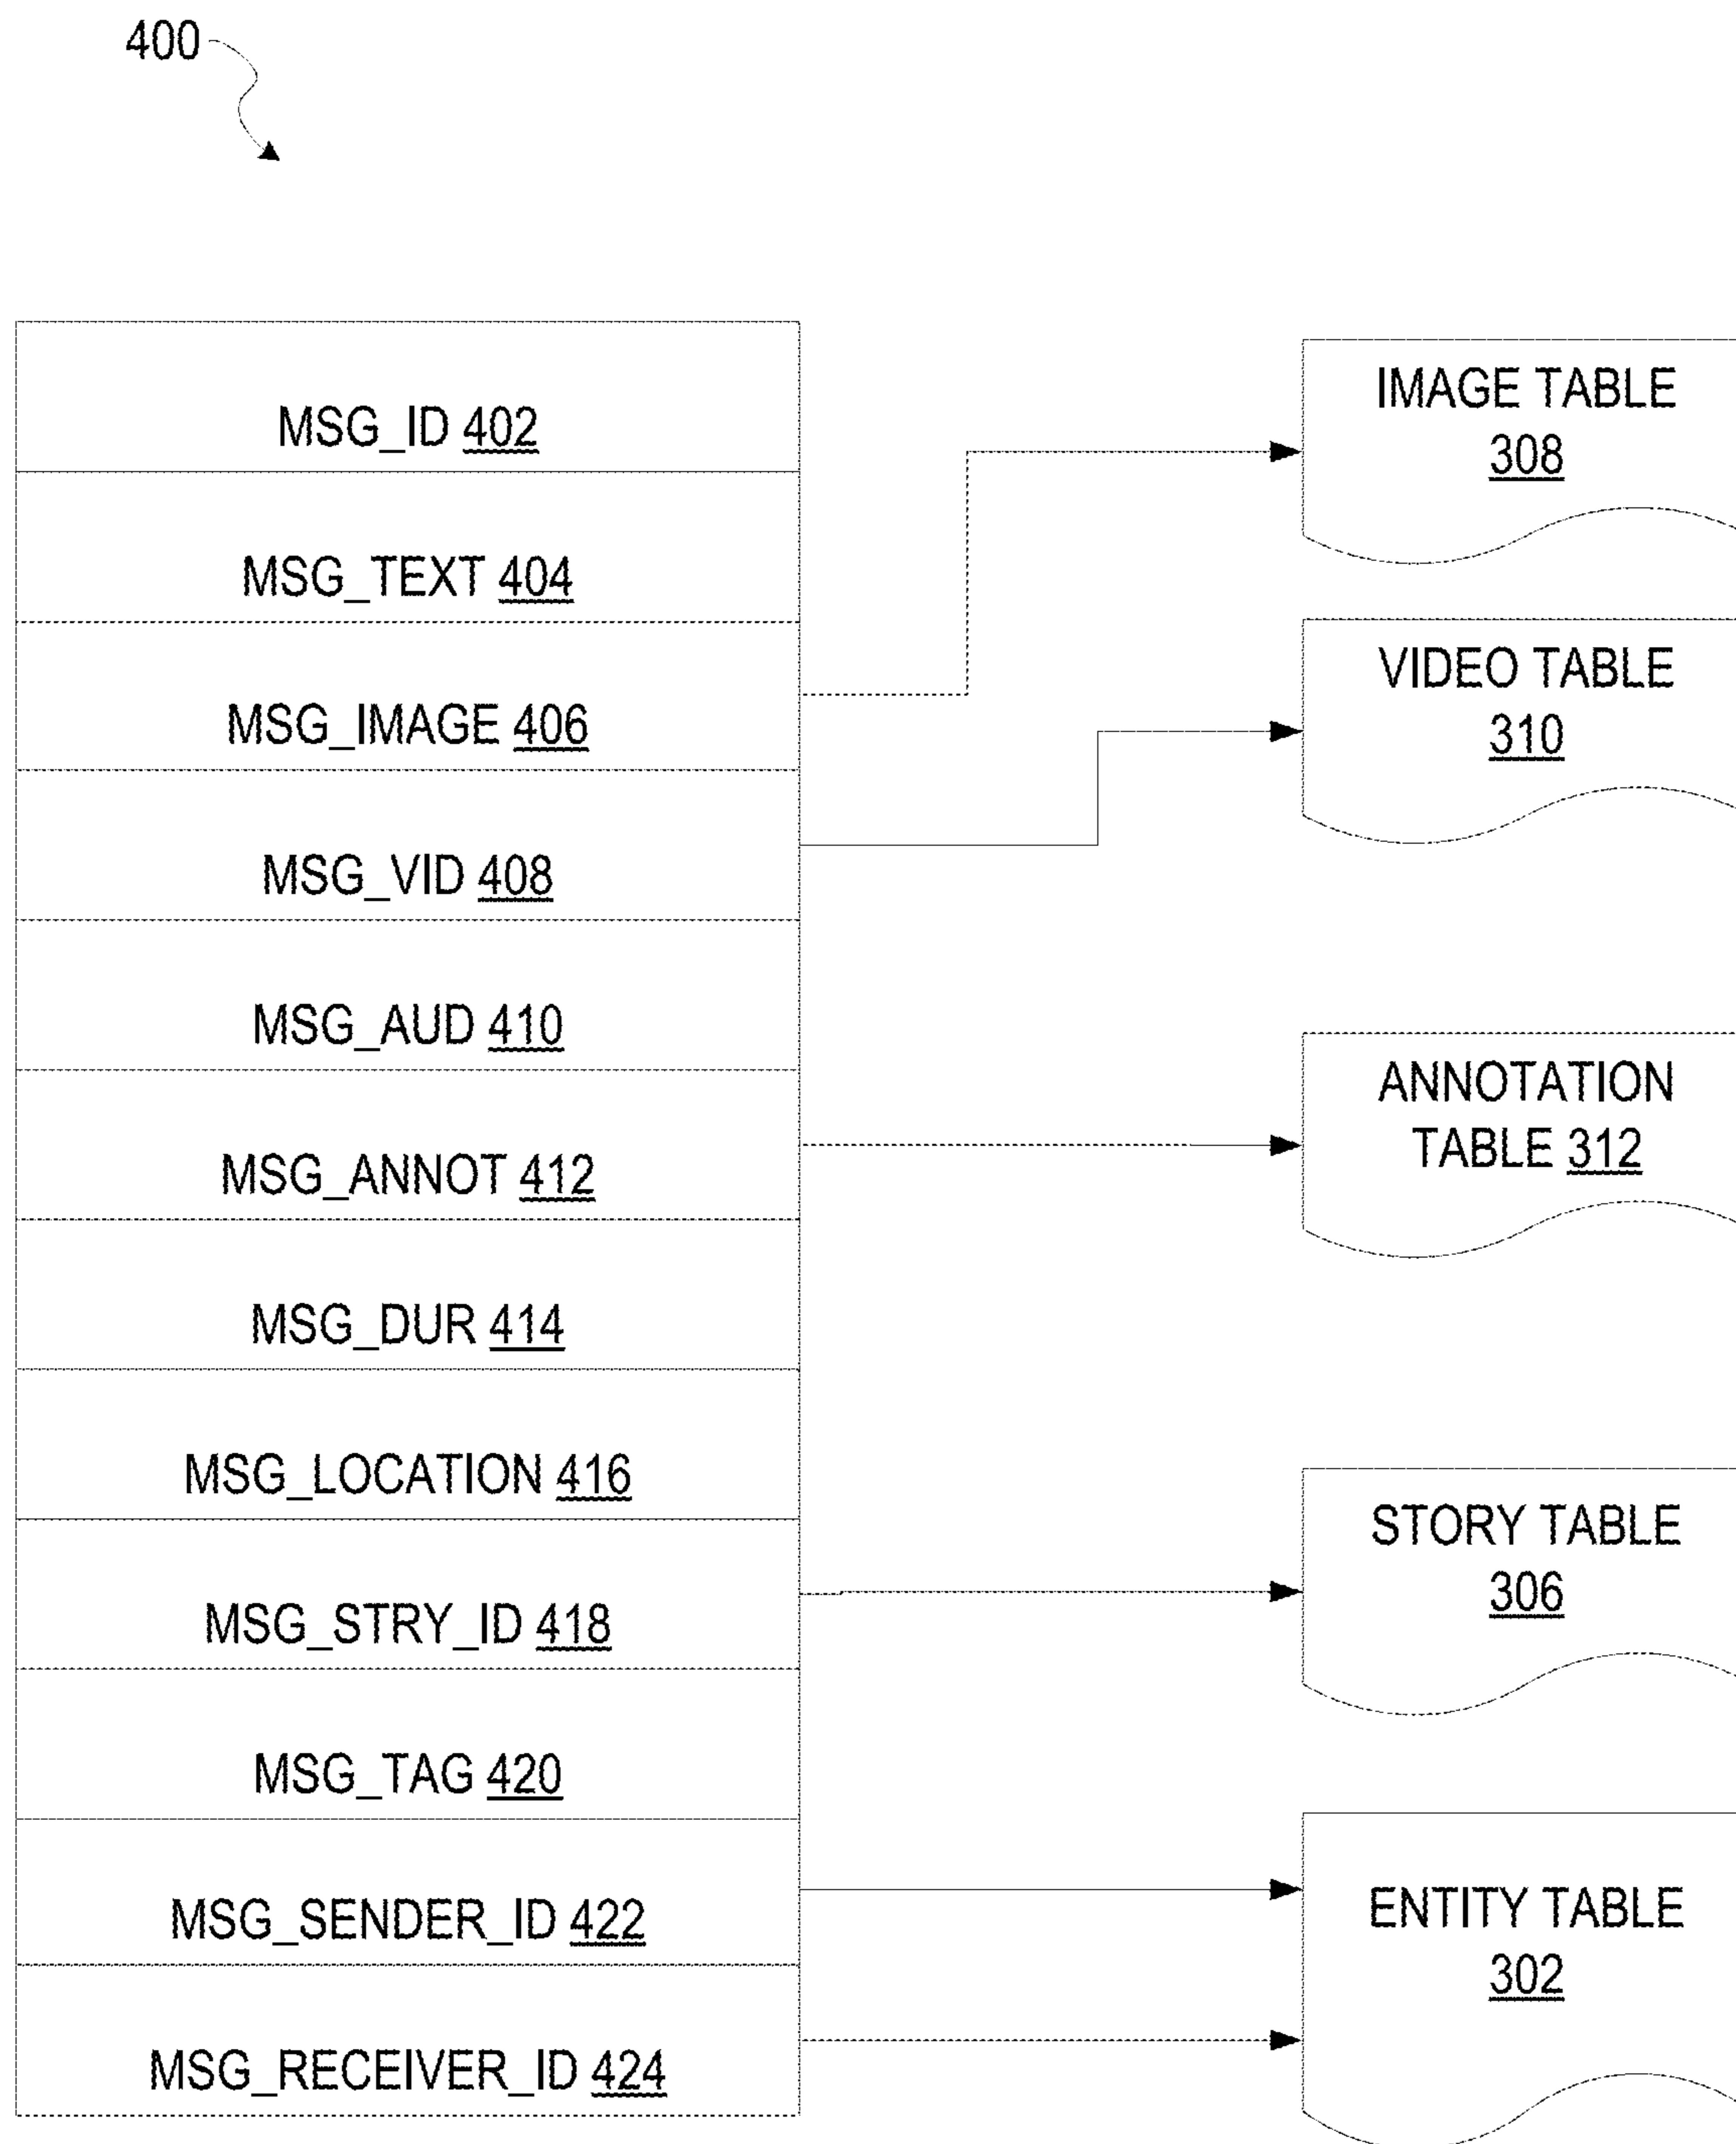 400
MSG_ID 402
MSG_TEXT 404
MSG_IMAGE 406
MSG_VID 408
MSG_AUD 410
MSG_ANNOT 412
MSG_DUR 414
MSG_LOCATION 416
MSG_STRY_ID 418
MSG_TAG 420
MSG_SENDER_ID 422
MSG_RECEIVER_ID 424
IMAGE TABLE
308
VIDEO TABLE
310
ANNOTATION
TABLE 312
STORY TABLE
306
ENTITY TABLE
302